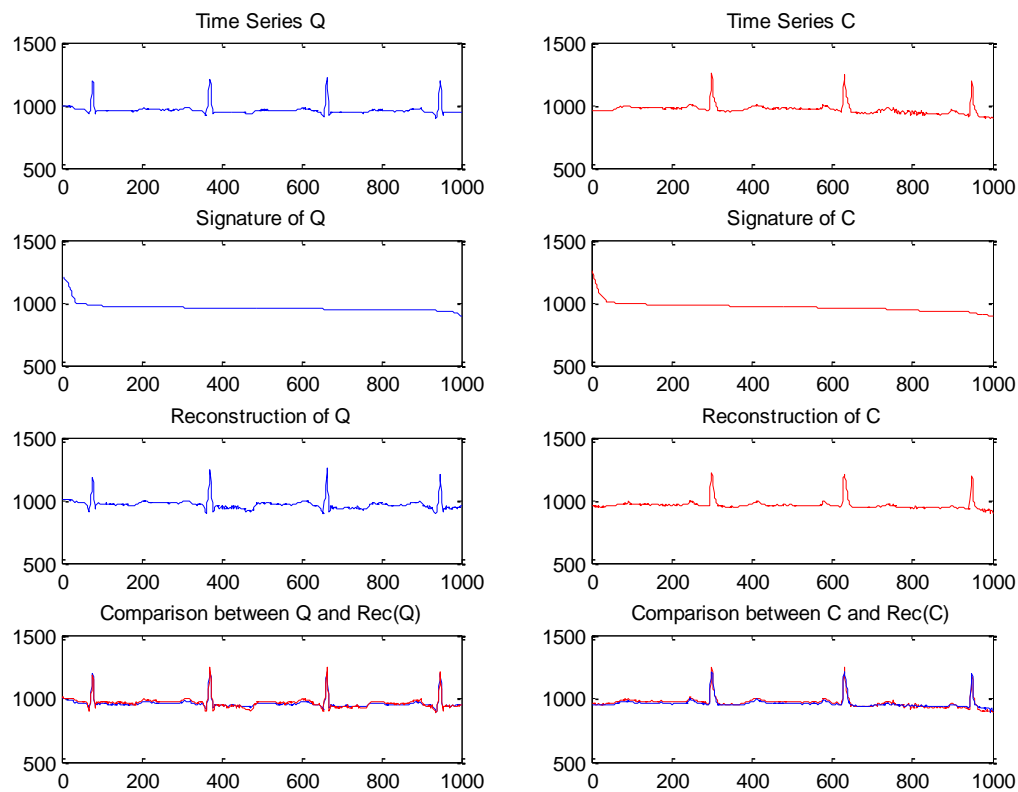 Time Series Q
1500
1000
500
0 200 400 600 800 1000
Time Series C
1500
1000
500
0 200 400 600 800 1000
Signature of Q
1500
1000
500
0 200 400 600 800 1000
Signature of C
1500
1000
500
0 200 400 600 800 1000
Reconstruction of Q
1500
1000
500
0 200 400 600 800 1000
Reconstruction of C
1500
1000
500
0 200 400 600 800 1000
Comparison between Q and Rec(Q)
1500
1000
500
0 200 400 600 800 1000
Comparison between C and Rec(C)
1500
1000
500
0 200 400 600 800 1000